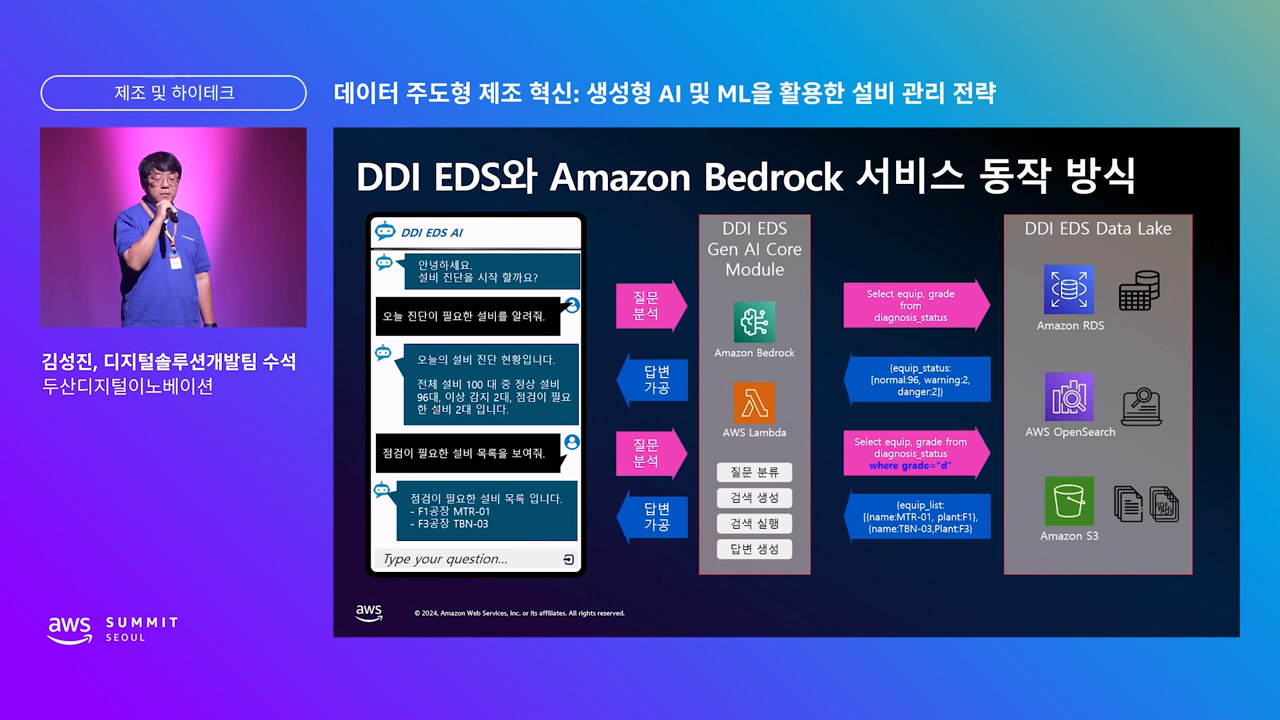 제조 및 하이테크
데이터 주도형 제조 혁신: 생성형 AI 및 ML을 활용한 설비 관리 전략
김성진, 디지털솔루션개발팀 수석
두산디지털이노베이션
aws SUMMIT
SEOUL
DDI EDS와 Amazon Bedrock 서비스 동작 방식
DDI EDS AI
안녕하세요.
설비 진단을 시작 할까요?
오늘 진단이 필요한 설비를 알려줘.
오늘의 설비 진단 현황입니다.
전체 설비 100 대 중 정상 설비
96대, 이상 감지 2대, 점검이 필요
한 설비 2대 입니다.
점검이 필요한 설비 목록을 보여줘.
점검이 필요한 설비 목록 입니다.
- F1공장 MTR-01
- F3공장 TBN-03
Type your question...
질문
분석
답변
가공
질문
분석
답변
가공
DDI EDS
Gen AI Core
Module
Amazon Bedrock
AWS Lambda
질문 분류
검색 생성
검색 실행
답변 생성
Select equip, grade
from
diagnosis_status
{equip_status:
[normal:96, warning:2,
danger:2]}
Select equip, grade from
diagnosis_status
where grade="d"
{equip_list:
[{name:MTR-01, plant:F1},
{name:TBN-03,Plant:F3}
DDI EDS Data Lake
Amazon RDS
AWS OpenSearch
Amazon S3
aws
© 2024, Amazon Web Services, Inc. or its affiliates. All rights reserved.